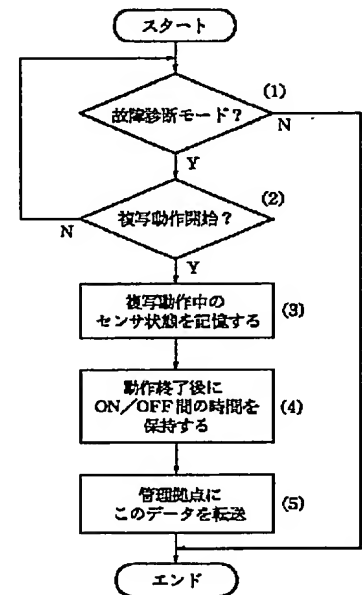 スタート
(1)
故障診断モード?
N
Y
(2)
複写動作開始?
N
Y
複写動作中の
センサ状態を記憶する
(3)
動作終了後に
ON/OFF間の時間を
保持する
(4)
管理拠点に
このデータを転送
(5)
エンド